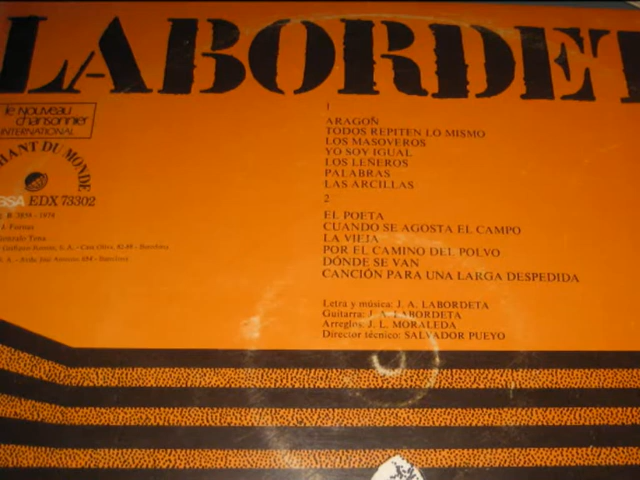 LABORDET
le nouveau
chansonnier
INTERNATIONAL
CHANT DU MONDE
EDX 73302
1
ARAGOÑ
TODOS REPITEN LO MISMO
LOS MASOVEROS
YO SOY IGUAL
LOS LEÑEROS
PALABRAS
LAS ARCILLAS
2
EL POETA
CUANDO SE AGOSTA EL CAMPO
LA VIEJA
POR EL CAMINO DEL POLVO
DÓNDE SE VAN
CANCIÓN PARA UNA LARGA DESPEDIDA
Letra y música: J. A. LABORDETA
Guitarra: J. A. LABORDETA
Arreglos: J. L. MORALEDA
Director técnico: SALVADOR PUEYO